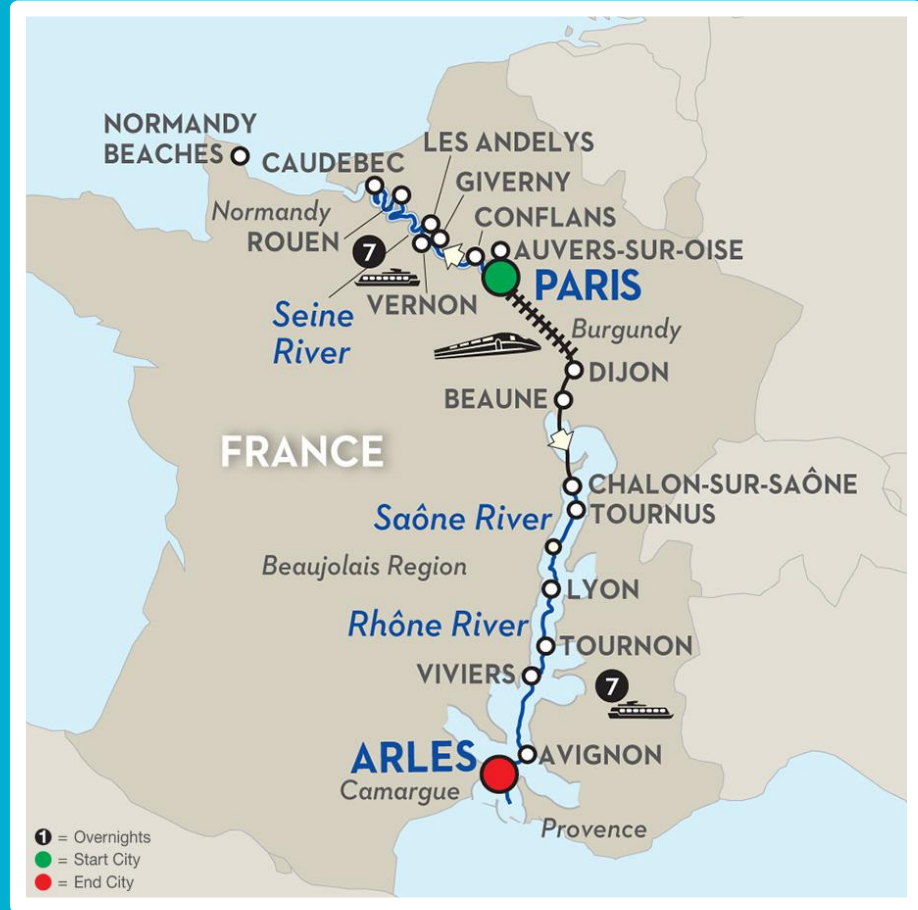 NORMANDY
BEACHES
CAUDEBEC
LES ANDELYS
GIVERNY
Normandy
CONFLANS
ROUEN
AUVERS-SUR-OISE
7
PARIS
VERNON
Seine
River
Burgundy
DIJON
BEAUNE
FRANCE
CHALON-SUR-SAÔNE
Saône River
TOURNUS
Beaujolais Region
LYON
Rhône River
TOURNON
VIVIERS
7
ARLES
AVIGNON
Camargue
Provence
1 = Overnights
= Start City
= End City